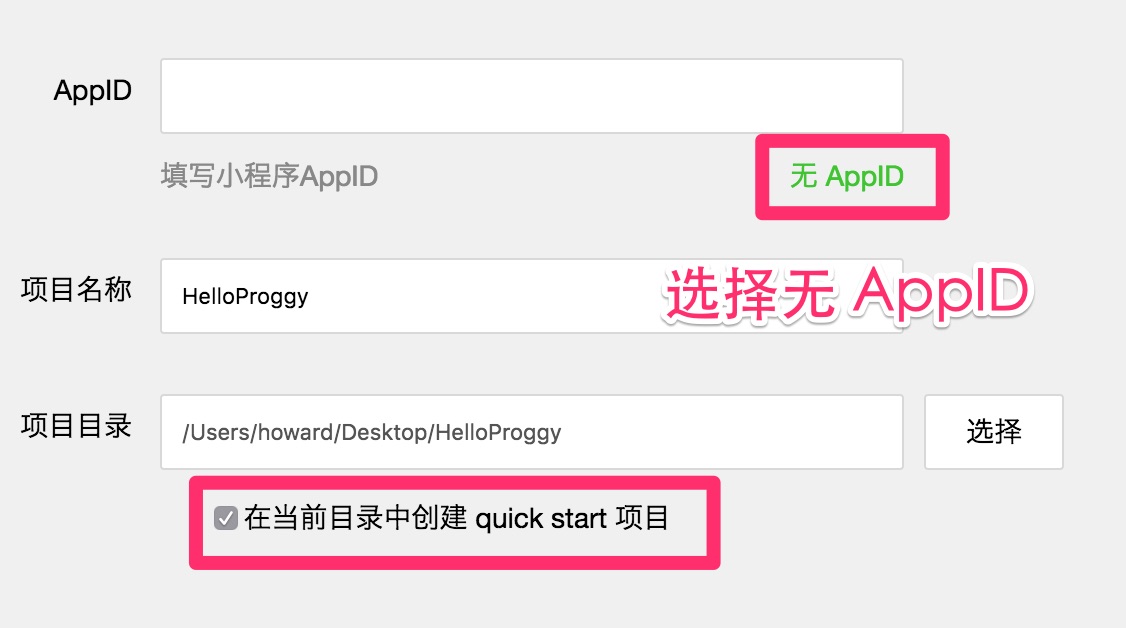 AppID
填写小程序AppID
无 AppID
项目名称
HelloProggy
选择无 AppID
项目目录
/Users/howard/Desktop/HelloProggy
选择
在当前目录中创建 quick start 项目